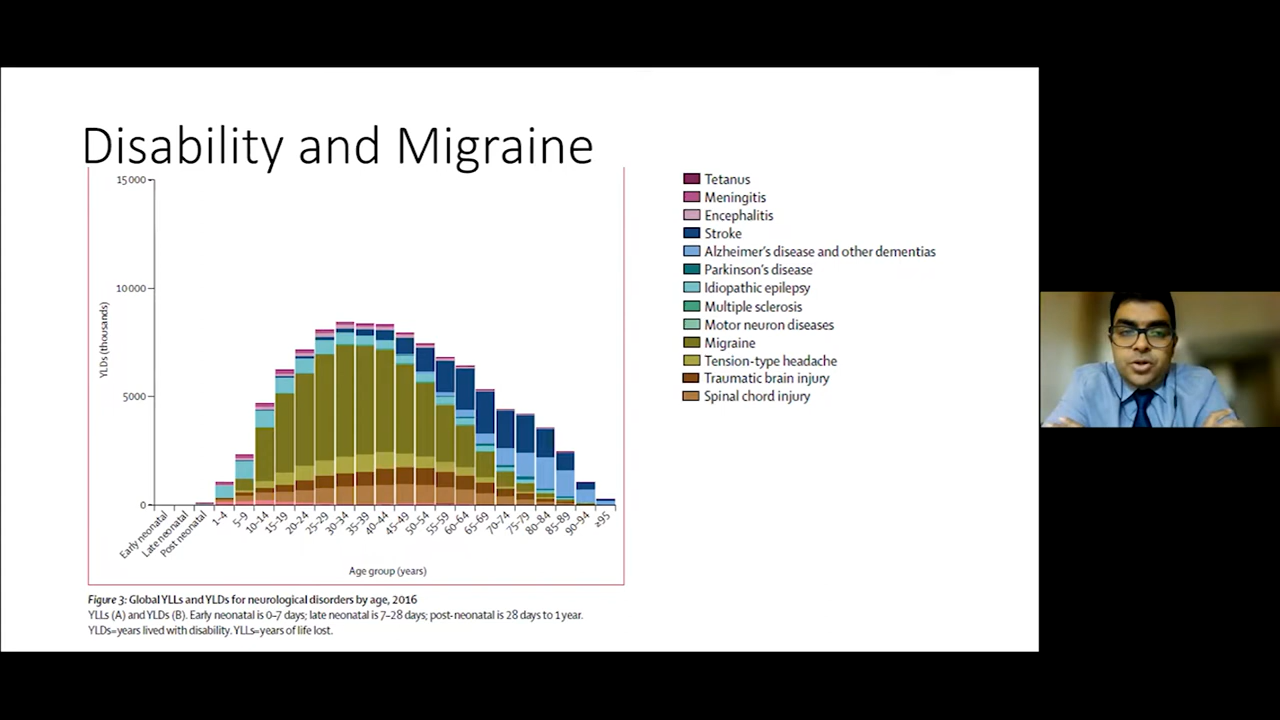 Disability and Migraine
15000
10000
5000
0
YLDs (thousands)
Early neonatal
Late neonatal
Post neonatal
1–4
5–9
10–14
15–19
20–24
25–29
30–34
35–39
40–44
45–49
50–54
55–59
60–64
65–69
70–74
75–79
80–84
85–89
90–94
≥95
Age group (years)
Tetanus
Meningitis
Encephalitis
Stroke
Alzheimer's disease and other dementias
Parkinson's disease
Idiopathic epilepsy
Multiple sclerosis
Motor neuron diseases
Migraine
Tension-type headache
Traumatic brain injury
Spinal chord injury
Figure 3: Global YLLs and YLDs for neurological disorders by age, 2016
YLLs (A) and YLDs (B). Early neonatal is 0–7 days; late neonatal is 7–28 days; post-neonatal is 28 days to 1 year.
YLDs=years lived with disability. YLLs=years of life lost.